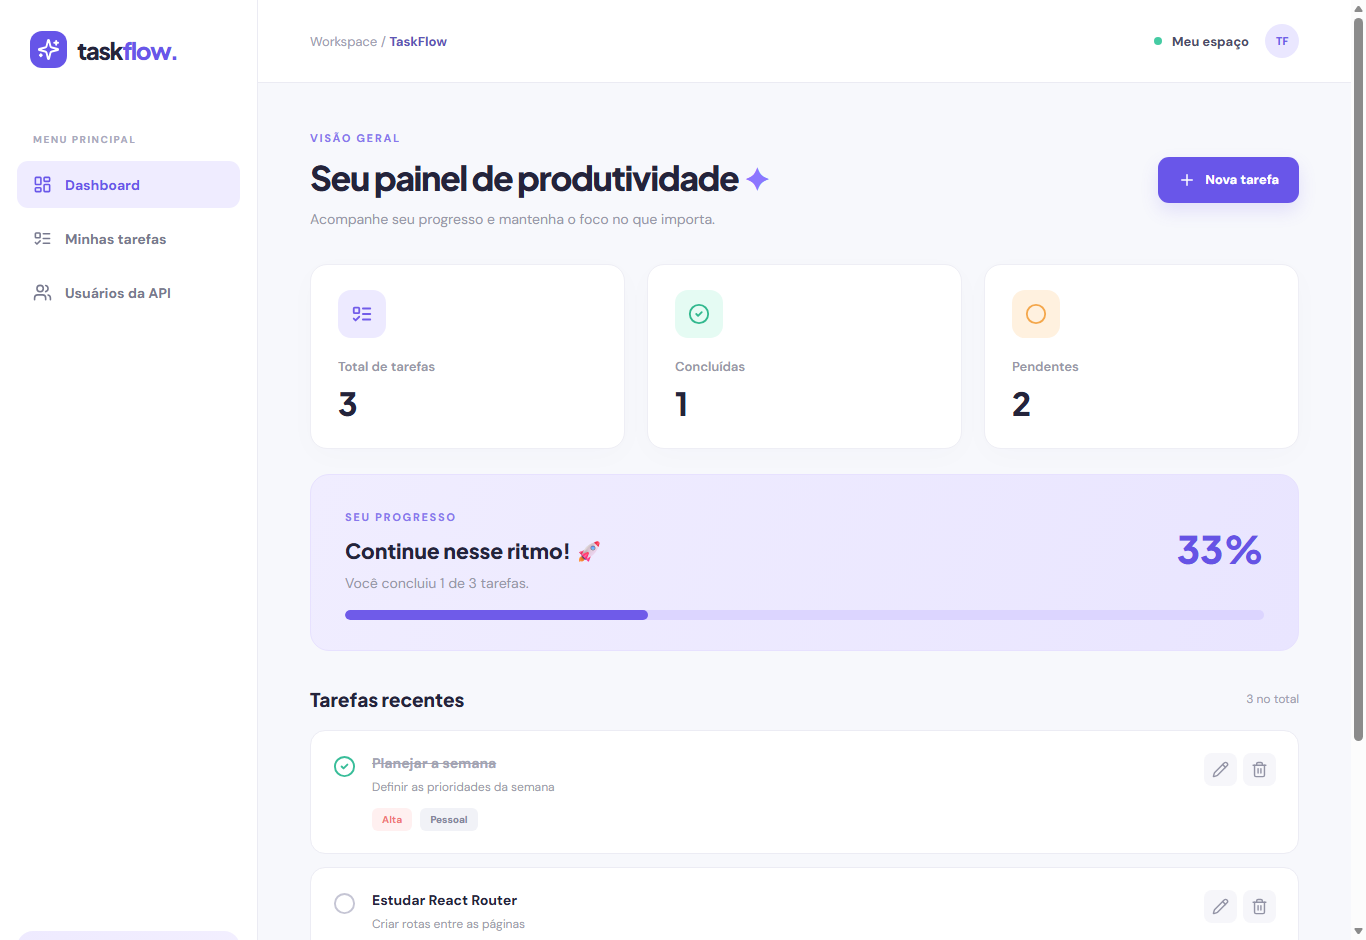 taskflow.
Workspace / TaskFlow
Meu espaço
TF
MENU PRINCIPAL
Dashboard
Minhas tarefas
Usuários da API
VISÃO GERAL
Seu painel de produtividade
Acompanhe seu progresso e mantenha o foco no que importa.
Nova tarefa
Total de tarefas
3
Concluídas
1
Pendentes
2
SEU PROGRESSO
Continue nesse ritmo! 🚀
Você concluiu 1 de 3 tarefas.
33%
Tarefas recentes
3 no total
Planejar a semana
Definir as prioridades da semana
Alta
Pessoal
Estudar React Router
Criar rotas entre as páginas